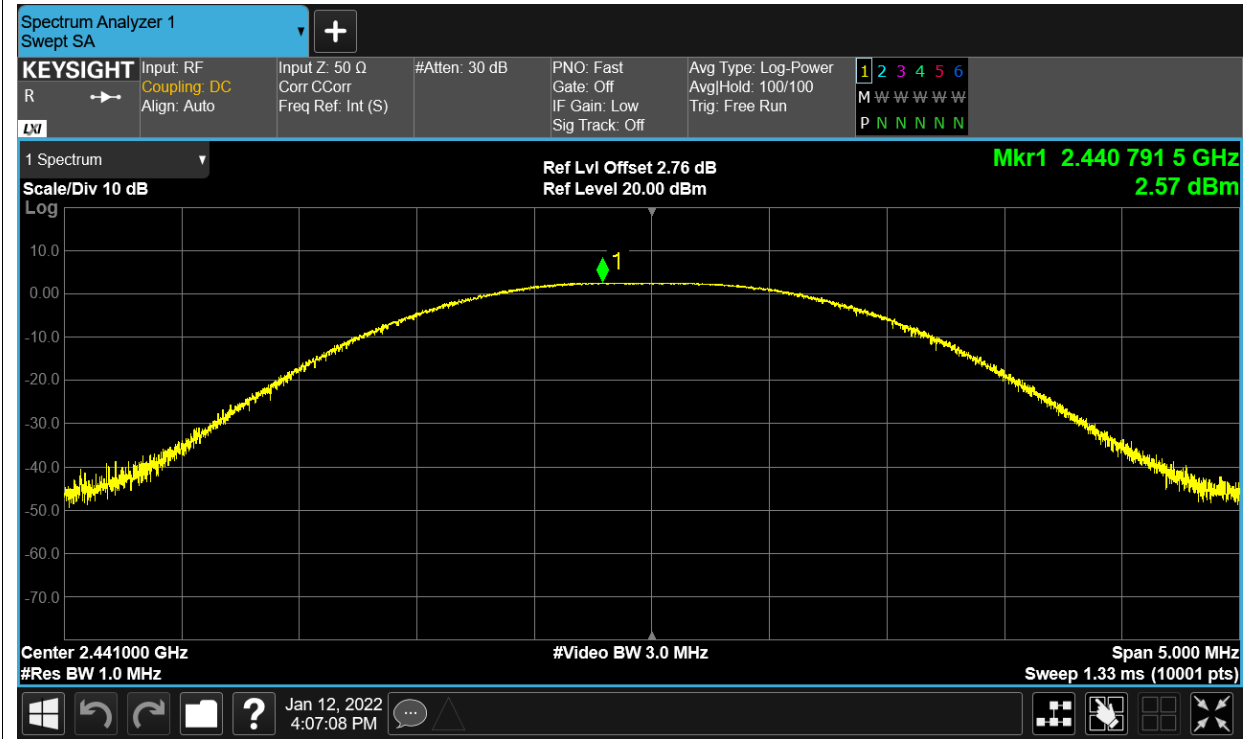 Spectrum Analyzer 1
Swept SA
KEYSIGHT
R
LXI
Input: RF
Coupling: DC
Align: Auto
Input Z: 50 Ω
Corr CCorr
Freq Ref: Int (S)
#Atten: 30 dB
PNO: Fast
Gate: Off
IF Gain: Low
Sig Track: Off
Avg Type: Log-Power
Avg|Hold: 100/100
Trig: Free Run
1 2 3 4 5 6
M W W W W W
P N N N N N
1 Spectrum
Scale/Div 10 dB
Log
Ref Lvl Offset 2.76 dB
Ref Level 20.00 dBm
Mkr1 2.440 791 5 GHz
2.57 dBm
10.0
1
0.00
-10.0
-20.0
-30.0
-40.0
-50.0
-60.0
-70.0
Center 2.441000 GHz
#Video BW 3.0 MHz
Span 5.000 MHz
#Res BW 1.0 MHz
Sweep 1.33 ms (10001 pts)
?
Jan 12, 2022
4:07:08 PM